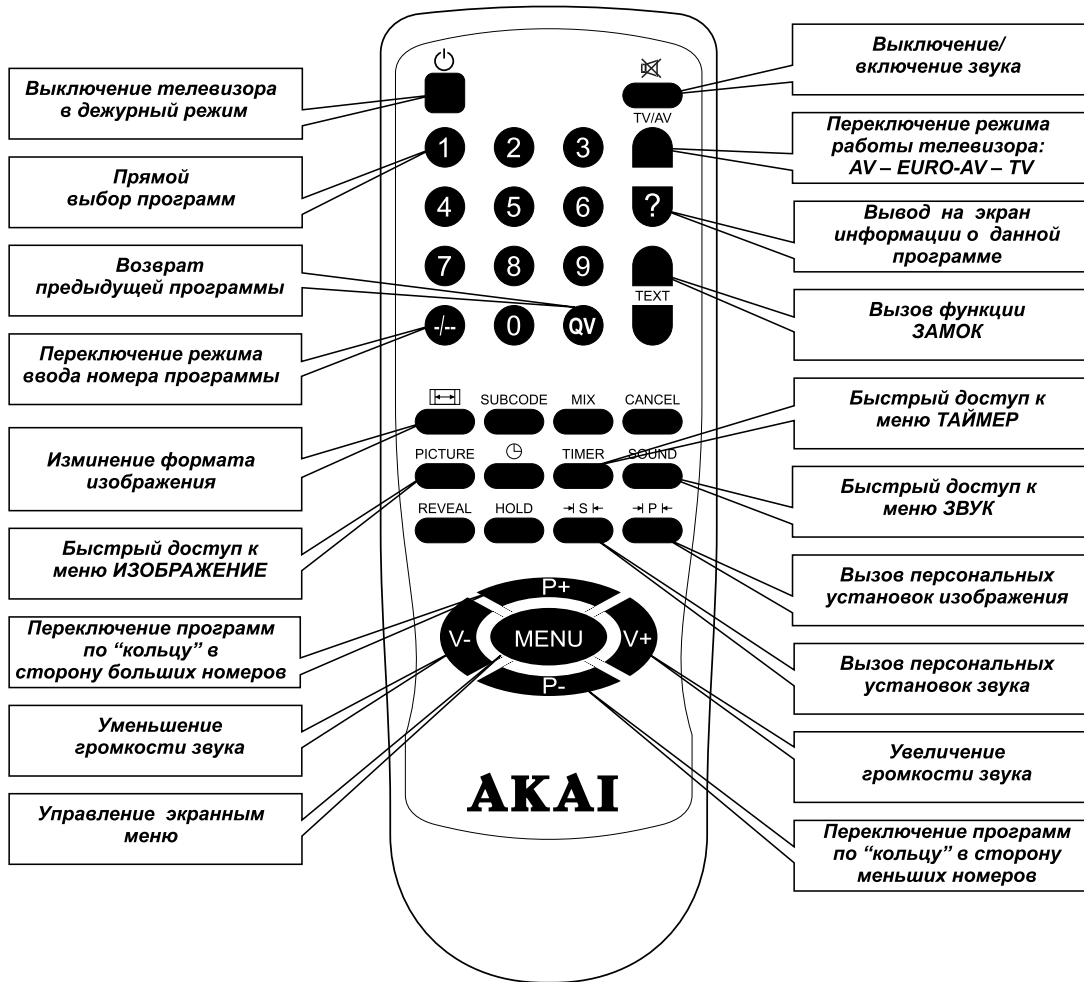 Выключение телевизора
в дежурный режим
Прямой
выбор программ
Возврат
предыдущей программы
Переключение режима
ввода номера программы
Изминение формата
изображения
Быстрый доступ к
меню ИЗОБРАЖЕНИЕ
Переключение программ
по “кольцу” в
сторону больших номеров
Уменьшение
громкости звука
Управление экранным
меню
TV/AV
1 2 3
4 5 6 ?
7 8 9
TEXT
-/-- 0 QV
SUBCODE MIX CANCEL
PICTURE TIMER SOUND
REVEAL HOLD S P
P+
V- MENU V+
P-
AKAI
Выключение/
включение звука
Переключение режима
работы телевизора:
AV – EURO-AV – TV
Вывод на экран
информации о данной
программе
Вызов функции
ЗАМОК
Быстрый доступ к
меню ТАЙМЕР
Быстрый доступ к
меню ЗВУК
Вызов персональных
установок изображения
Вызов персональных
установок звука
Увеличение
громкости звука
Переключение программ
по “кольцу” в сторону
меньших номеров